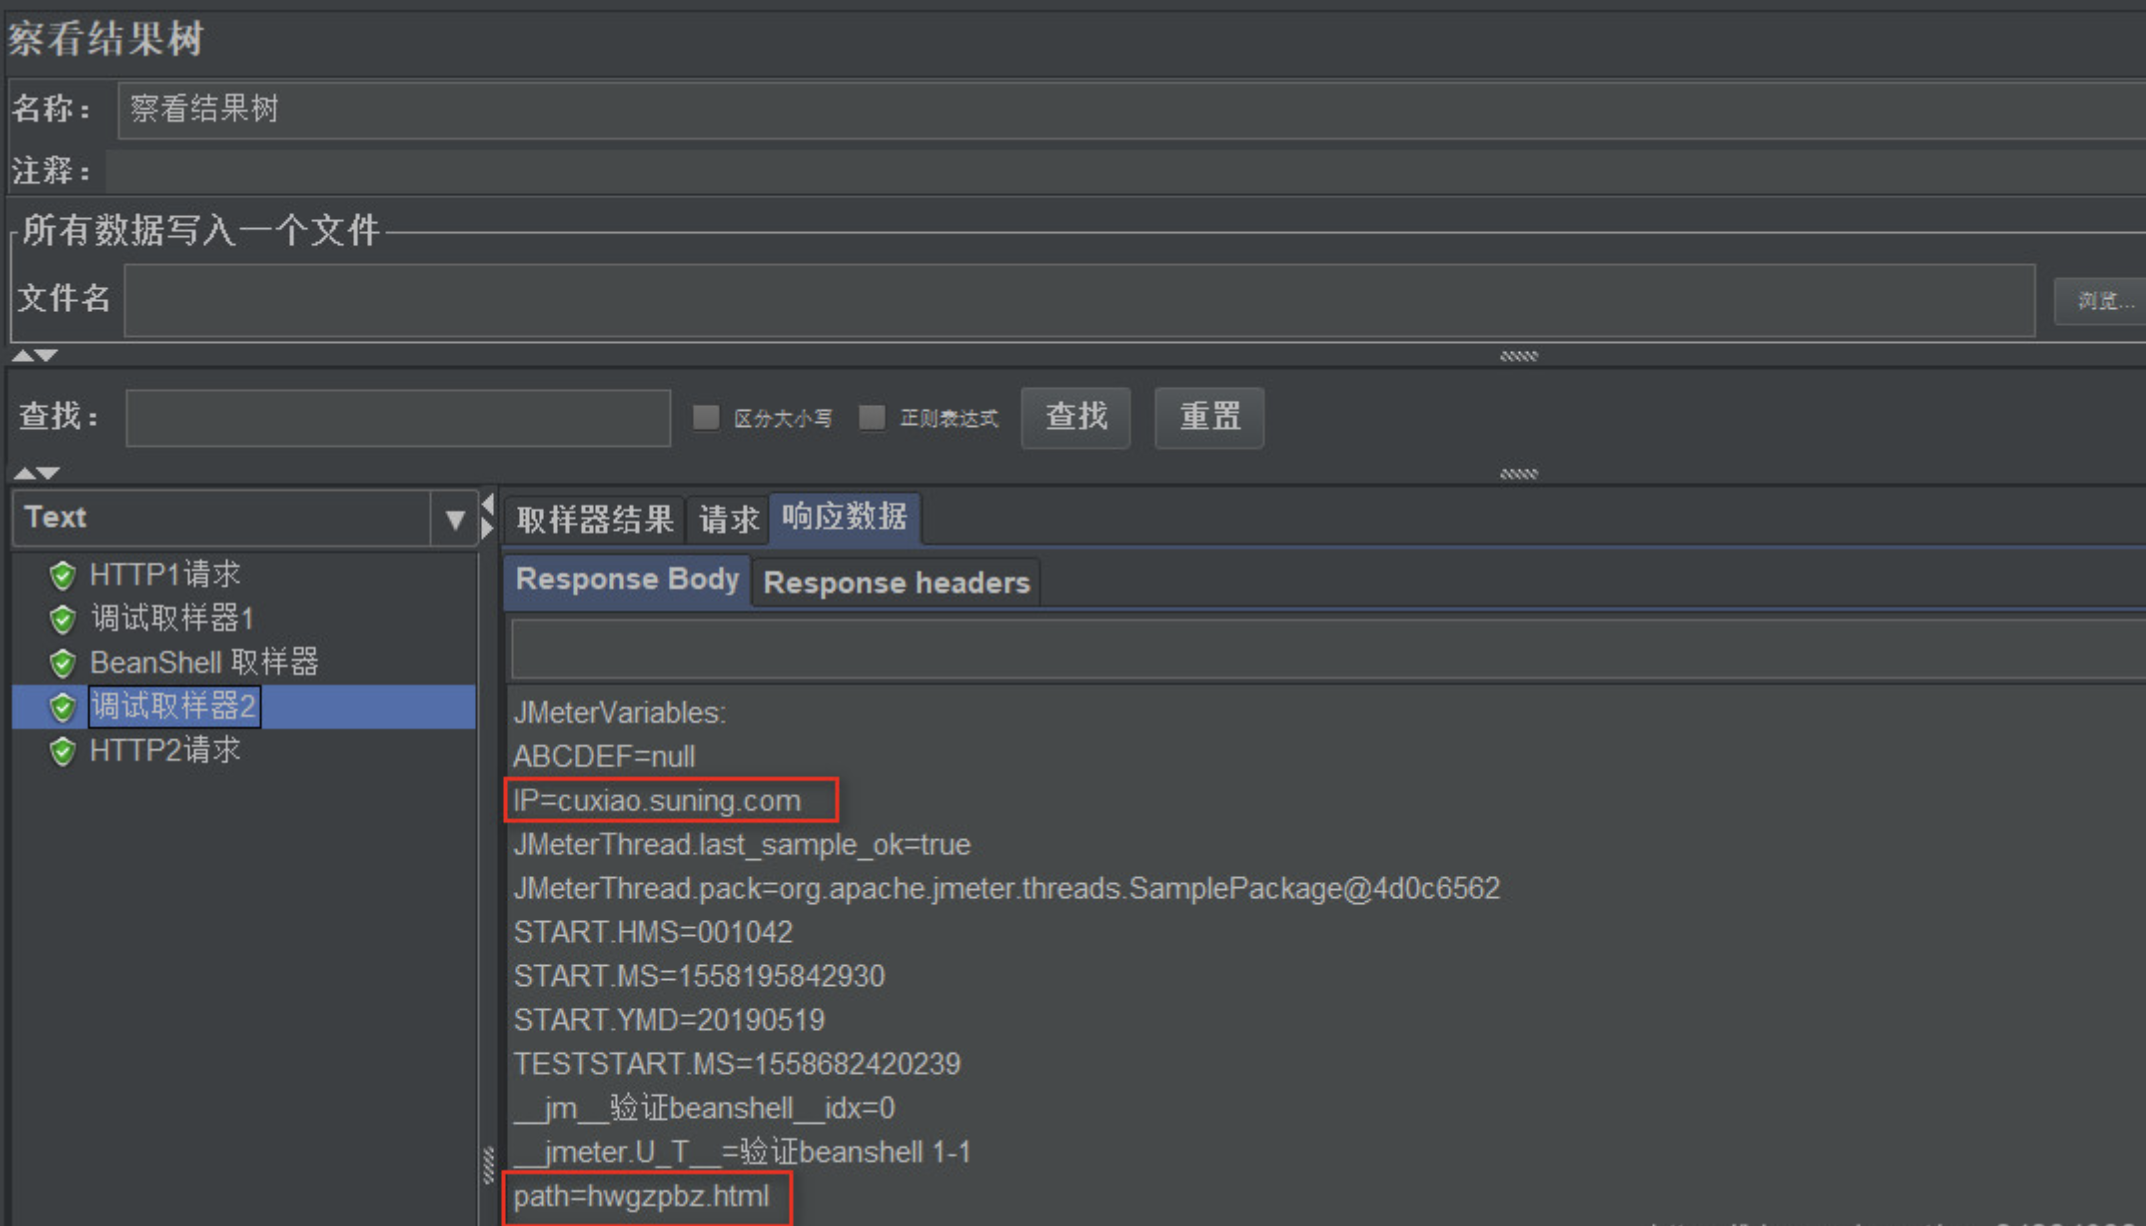 察看结果树
名称： 察看结果树
注释：
所有数据写入一个文件
文件名 浏览...
查找： 区分大小写 正则表达式 查找 重置
Text 取样器结果 请求 响应数据
Response Body Response headers
HTTP1请求
调试取样器1
BeanShell 取样器
调试取样器2
HTTP2请求
JMeterVariables:
ABCDEF=null
IP=cuxiao.suning.com
JMeterThread.last_sample_ok=true
JMeterThread.pack=org.apache.jmeter.threads.SamplePackage@4d0c6562
START.HMS=001042
START.MS=1558195842930
START.YMD=20190519
TESTSTART.MS=1558682420239
__jm__验证beanshell__idx=0
__jmeter.U_T__=验证beanshell 1-1
path=hwgzpbz.html